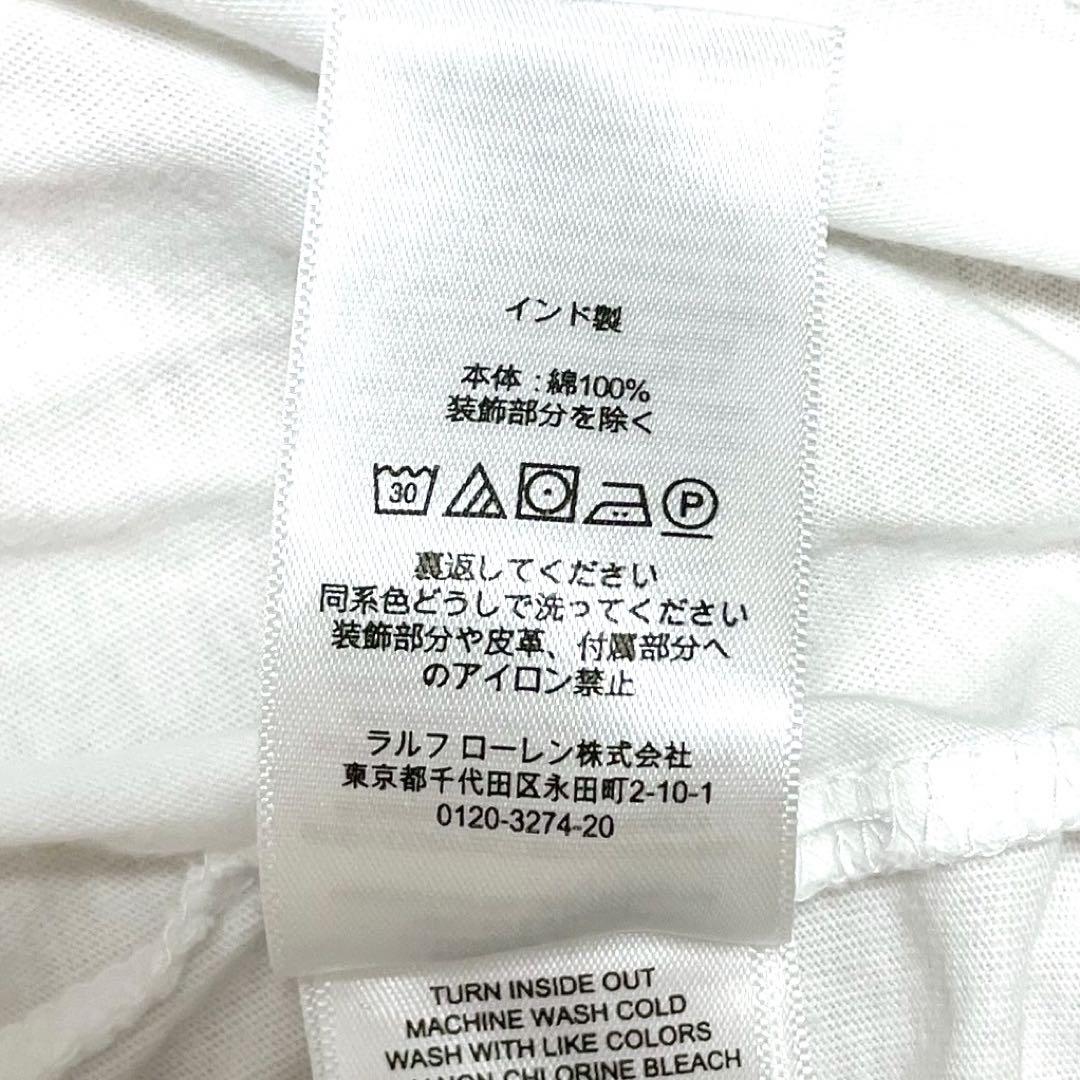 インド製
本体:綿100%
装飾部分を除く
30
P
裏返してください
同系色どうしで洗ってください
装飾部分や皮革、付属部分へ
のアイロン禁止
ラルフ ローレン株式会社
東京都千代田区永田町2-10-1
0120-3274-20
TURN INSIDE OUT
MACHINE WASH COLD
WASH WITH LIKE COLORS
NON-CHLORINE BLEACH